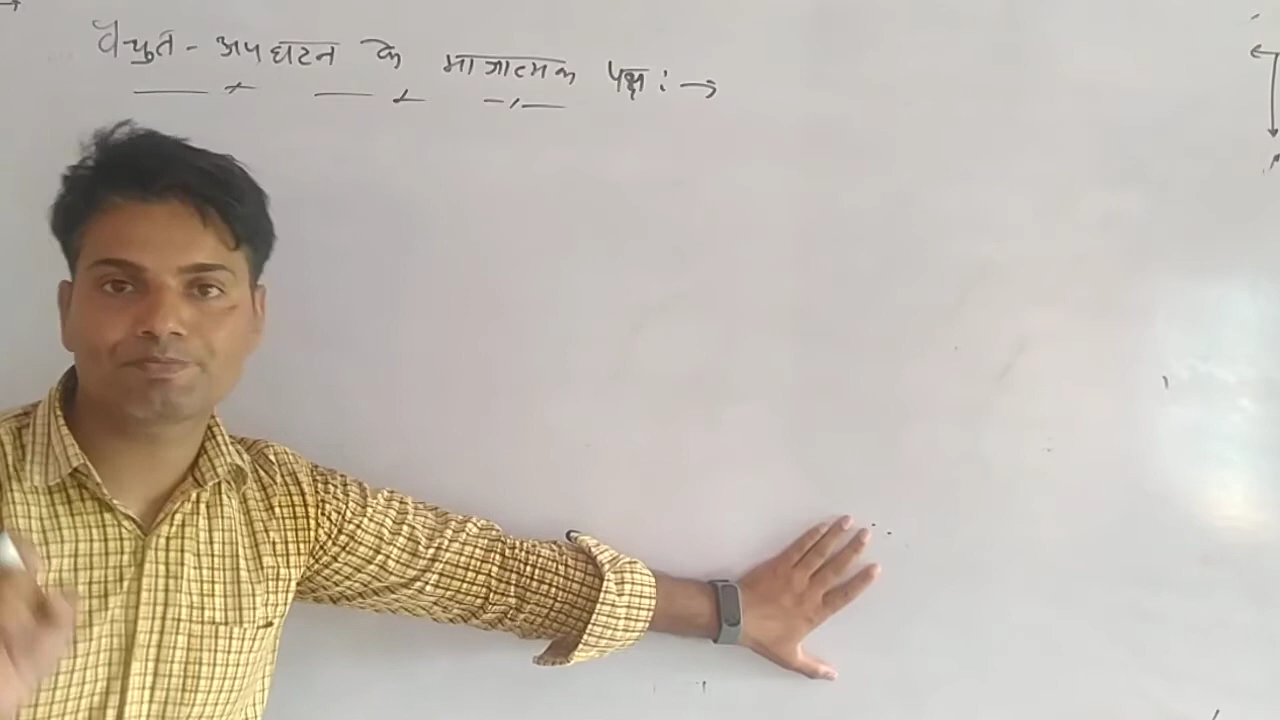 वैद्युत - अपघटन के मात्रात्मक पक्ष : →